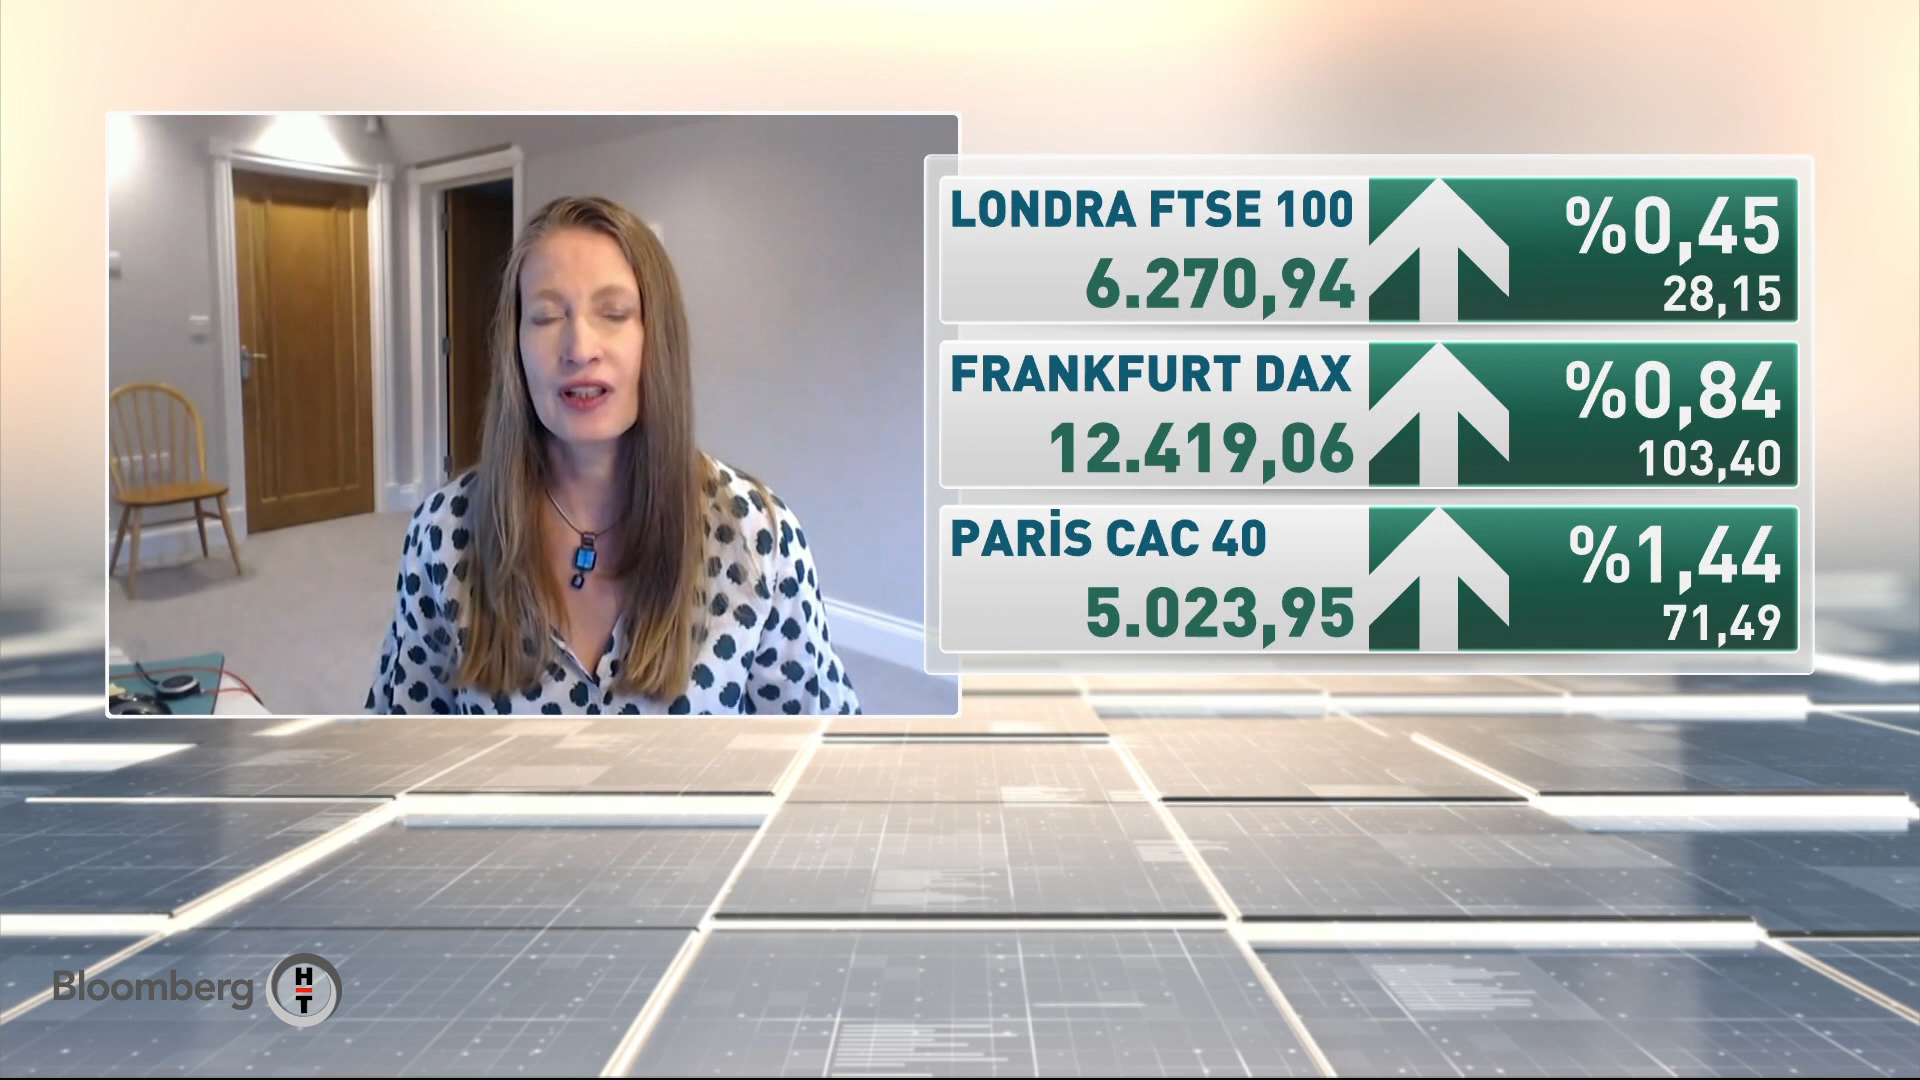 LONDRA FTSE 100
6.270,94
%0,45
28,15
FRANKFURT DAX
12.419,06
%0,84
103,40
PARİS CAC 40
5.023,95
%1,44
71,49
Bloomberg HT